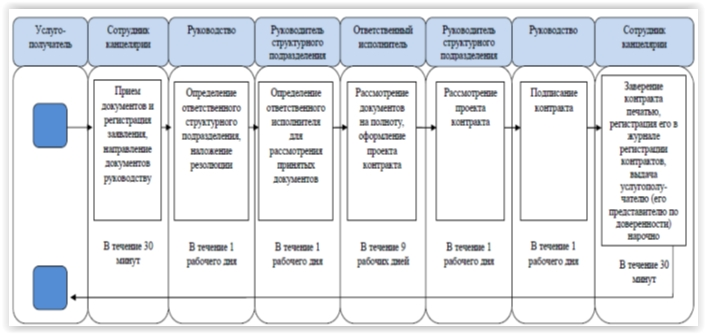 Услуго-
получатель
Сотрудник
канцелярии
Руководство
Руководитель
структурного
подразделения
Ответственный
исполнитель
Руководитель
структурного
подразделения
Руководство
Сотрудник
канцелярии
Прием
документов и
регистрация
заявления,
направление
документов
руководству
Определение
ответственного
структурного
подразделения,
наложение
резолюции
Определение
ответственного
исполнителя
для
рассмотрения
принятых
документов
Рассмотрение
документов
на полноту,
оформление
проекта
контракта
Рассмотрение
проекта
контракта
Подписание
контракта
Заверение
контракта
печатью,
регистрация его в
журнале
регистрации
контрактов,
выдача
услугополу-
чателю (его
представителю по
доверенности)
нарочно
В течение 30
минут
В течение 1
рабочего дня
В течение 1
рабочего дня
В течение 9
рабочих дней
В течение 1
рабочего дня
В течение 1
рабочего дня
В течение 30
минут